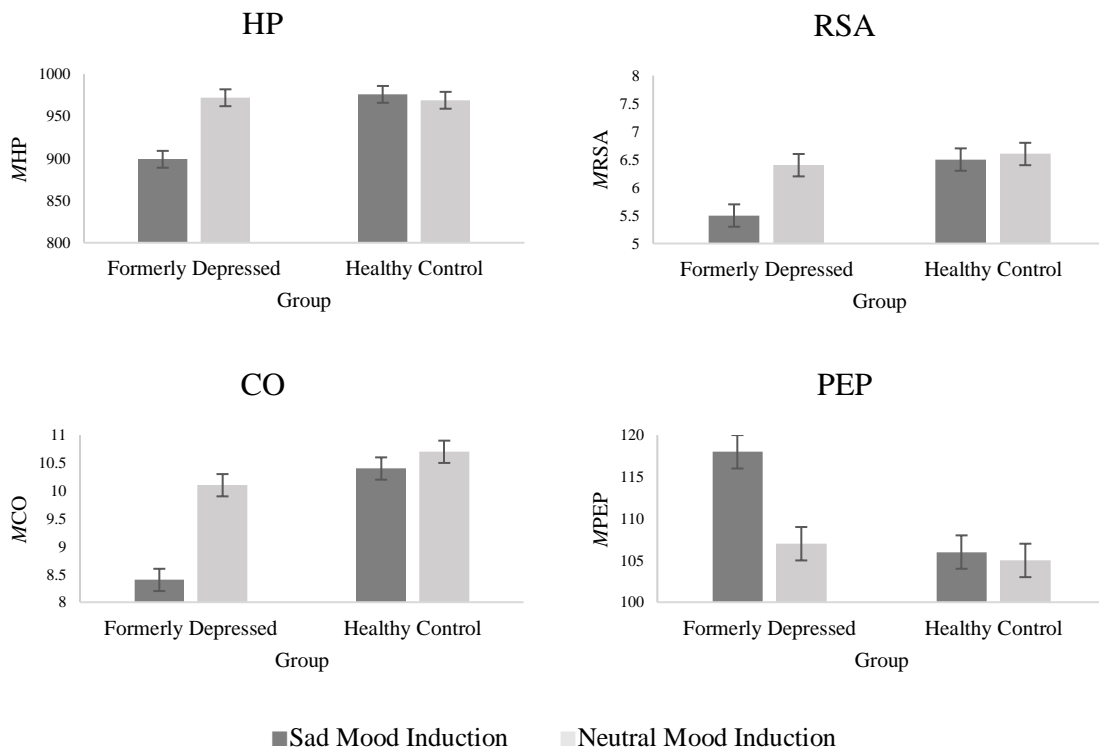 HP
1000
950
900
850
800
MHP
Formerly Depressed Healthy Control
Group
RSA
8
7.5
7
6.5
6
5.5
5
MRSA
Formerly Depressed Healthy Control
Group
CO
11
10.5
10
9.5
9
8.5
8
MCO
Formerly Depressed Healthy Control
Group
PEP
120
115
110
105
100
MPEP
Formerly Depressed Healthy Control
Group
Sad Mood Induction Neutral Mood Induction